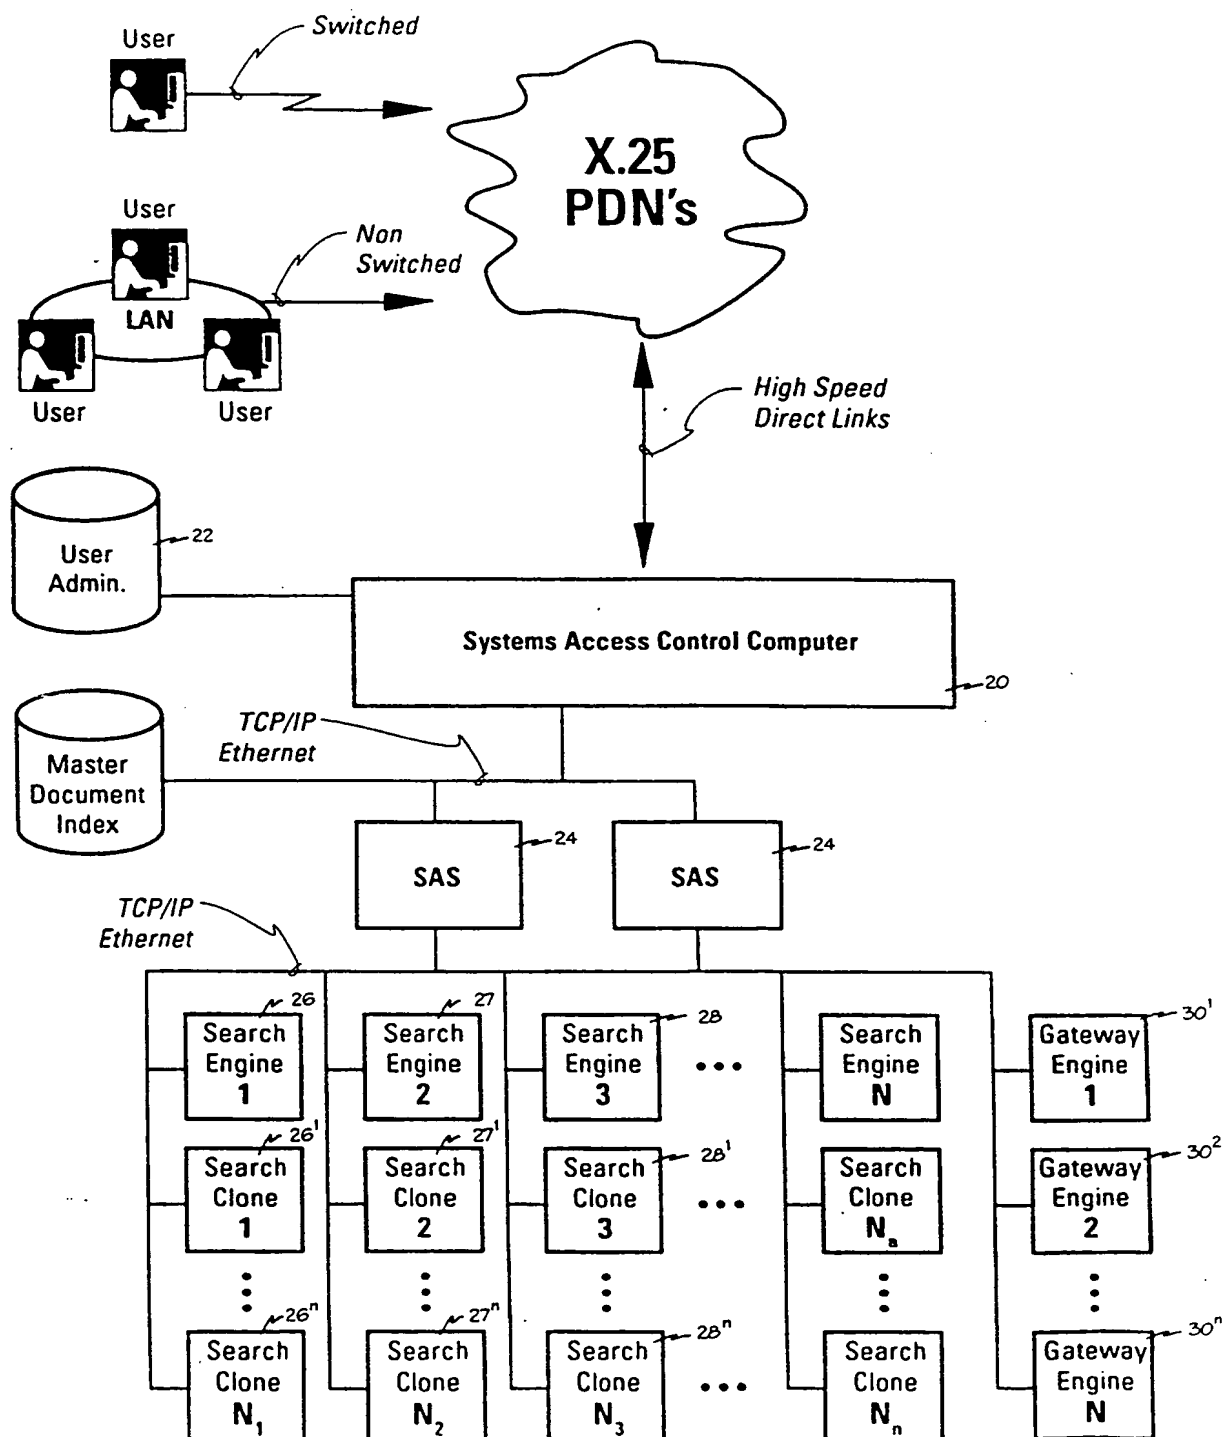 User
Switched
X.25
PDN's
User
Non
Switched
LAN
User
User
High Speed
Direct Links
User
Admin.
22
Systems Access Control Computer
20
Master
Document
Index
TCP/IP
Ethernet
SAS
24
SAS
24
TCP/IP
Ethernet
Search
Engine
1
26
Search
Engine
2
27
Search
Engine
3
28
•••
Search
Engine
N
Gateway
Engine
1
30¹
Search
Clone
1
26¹
Search
Clone
2
27¹
Search
Clone
3
28¹
•••
Search
Clone
Nₐ
Gateway
Engine
2
30²
Search
Clone
N₁
26ⁿ
Search
Clone
N₂
27ⁿ
Search
Clone
N₃
28ⁿ
•••
Search
Clone
Nₙ
Gateway
Engine
N
30ⁿ